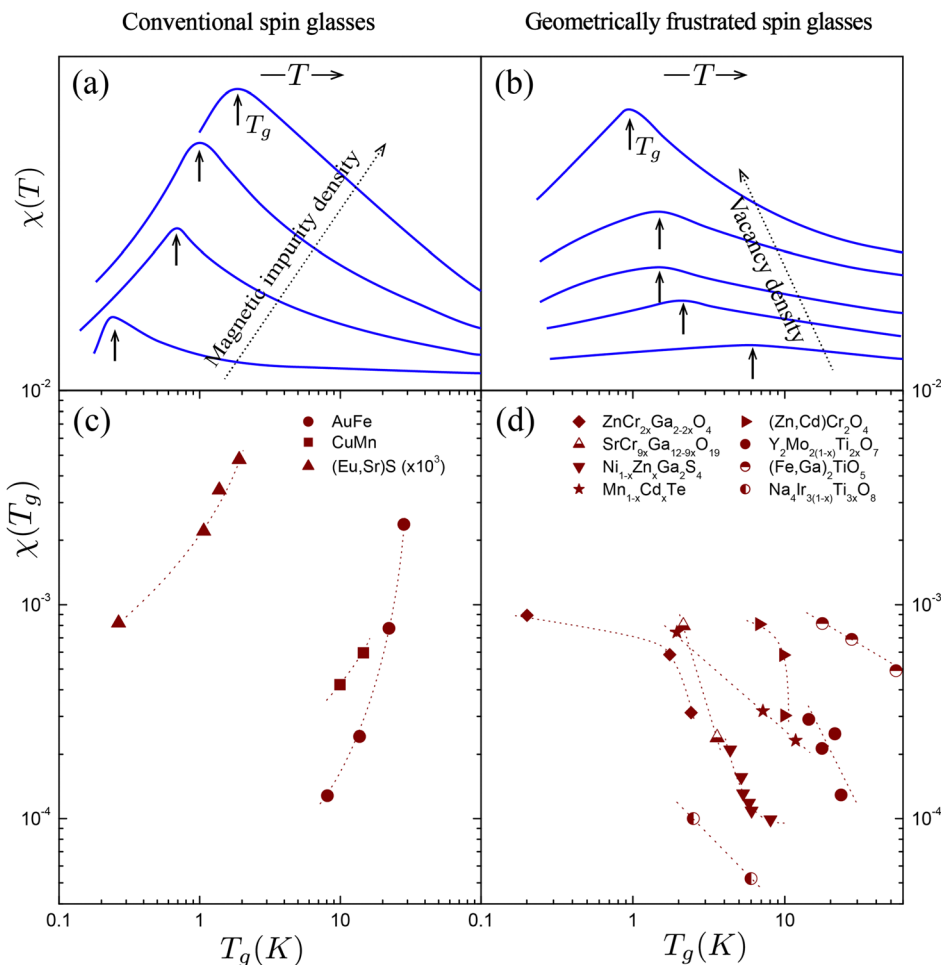 Conventional spin glasses
Geometrically frustrated spin glasses
(a)
T
T_g
Magnetic impurity density
χ(T)
(b)
T
T_g
Vacancy density
10^-2
10^-2
(c)
AuFe
CuMn
(Eu,Sr)S (x10^3)
χ(T_g)
10^-3
10^-4
0.1
1
10
T_g(K)
(d)
ZnCr_2xGa_2-2xO_4
SrCr_9xGa_12-9xO_19
Ni_1-xZn_xGa_2S_4
Mn_1-xCd_xTe
(Zn,Cd)Cr_2O_4
Y_2Mo_2(1-x)Ti_2xO_7
(Fe,Ga)_2TiO_5
Na_4Ir_3(1-x)Ti_3xO_8
10^-3
10^-4
0.1
1
10
T_g(K)